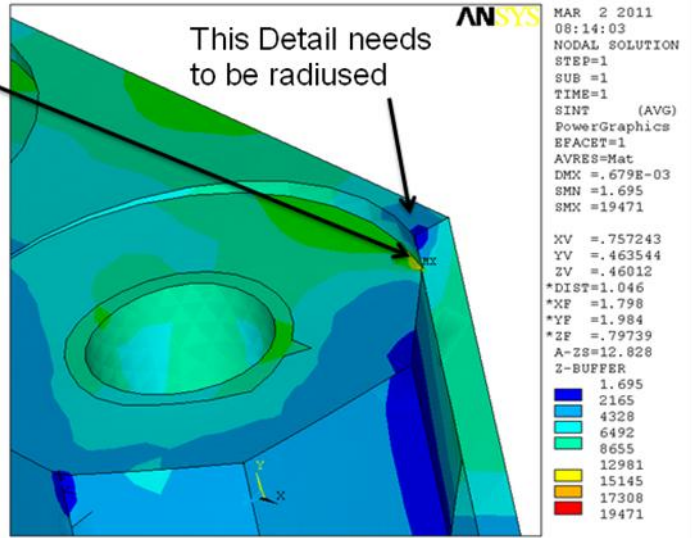 This Detail needs
to be radiused
ANSYS
MAR 2 2011
08:14:03
NODAL SOLUTION
STEP=1
SUB =1
TIME=1
SINT (AVG)
PowerGraphics
EFACET=1
AVRES=Mat
DMX =.679E-03
SMN =1.695
SMX =19471
XV =.757243
YV =.463544
ZV =.46012
*DIST=1.046
*XF =1.798
*YF =1.984
*ZF =.79739
A-ZS=12.828
Z-BUFFER
1.695
2165
4328
6492
8655
12981
15145
17308
19471
MX
Y
X